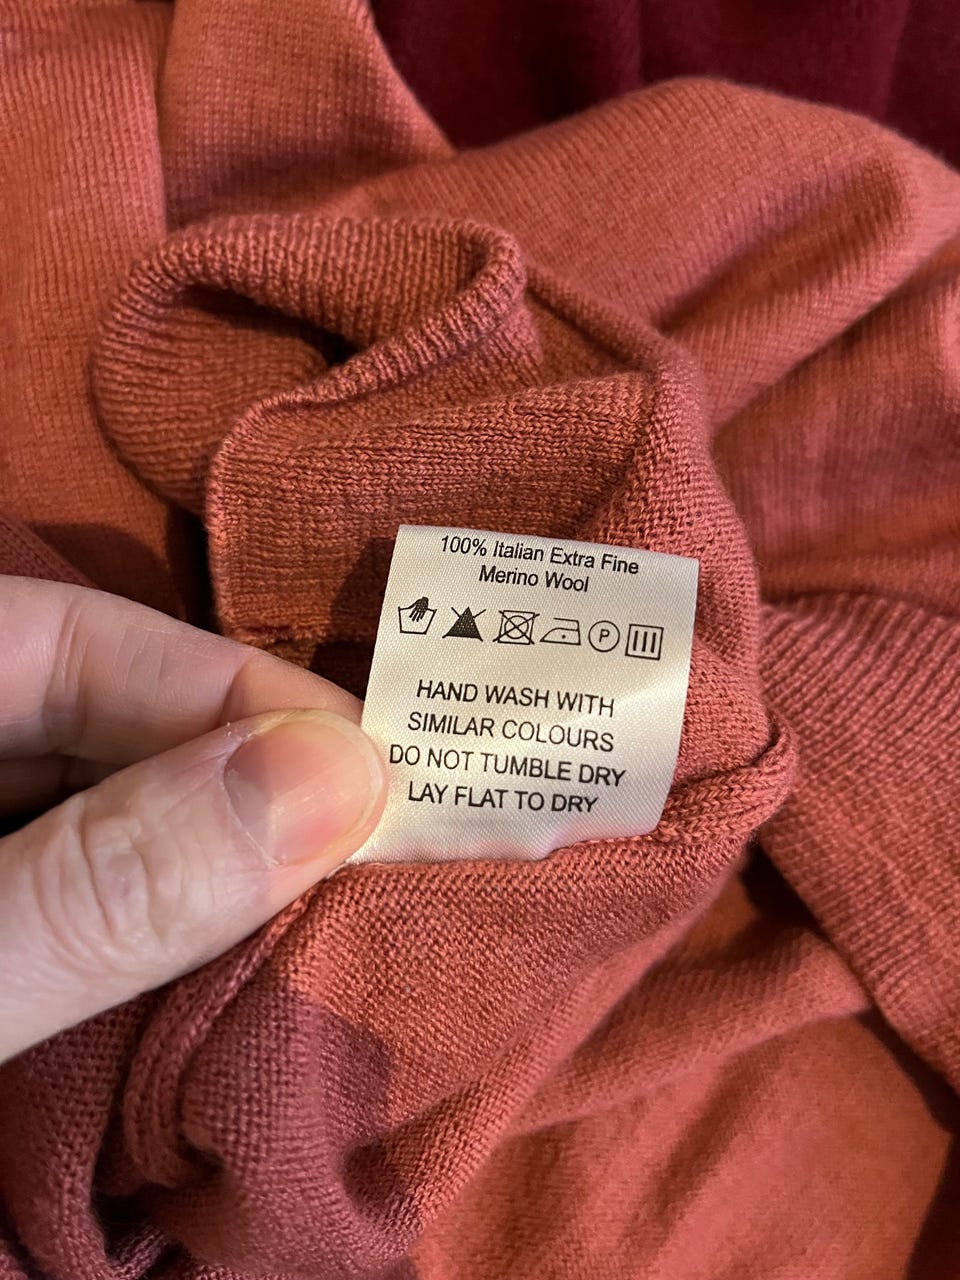 100% Italian Extra Fine
Merino Wool
P
HAND WASH WITH
SIMILAR COLOURS
DO NOT TUMBLE DRY
LAY FLAT TO DRY